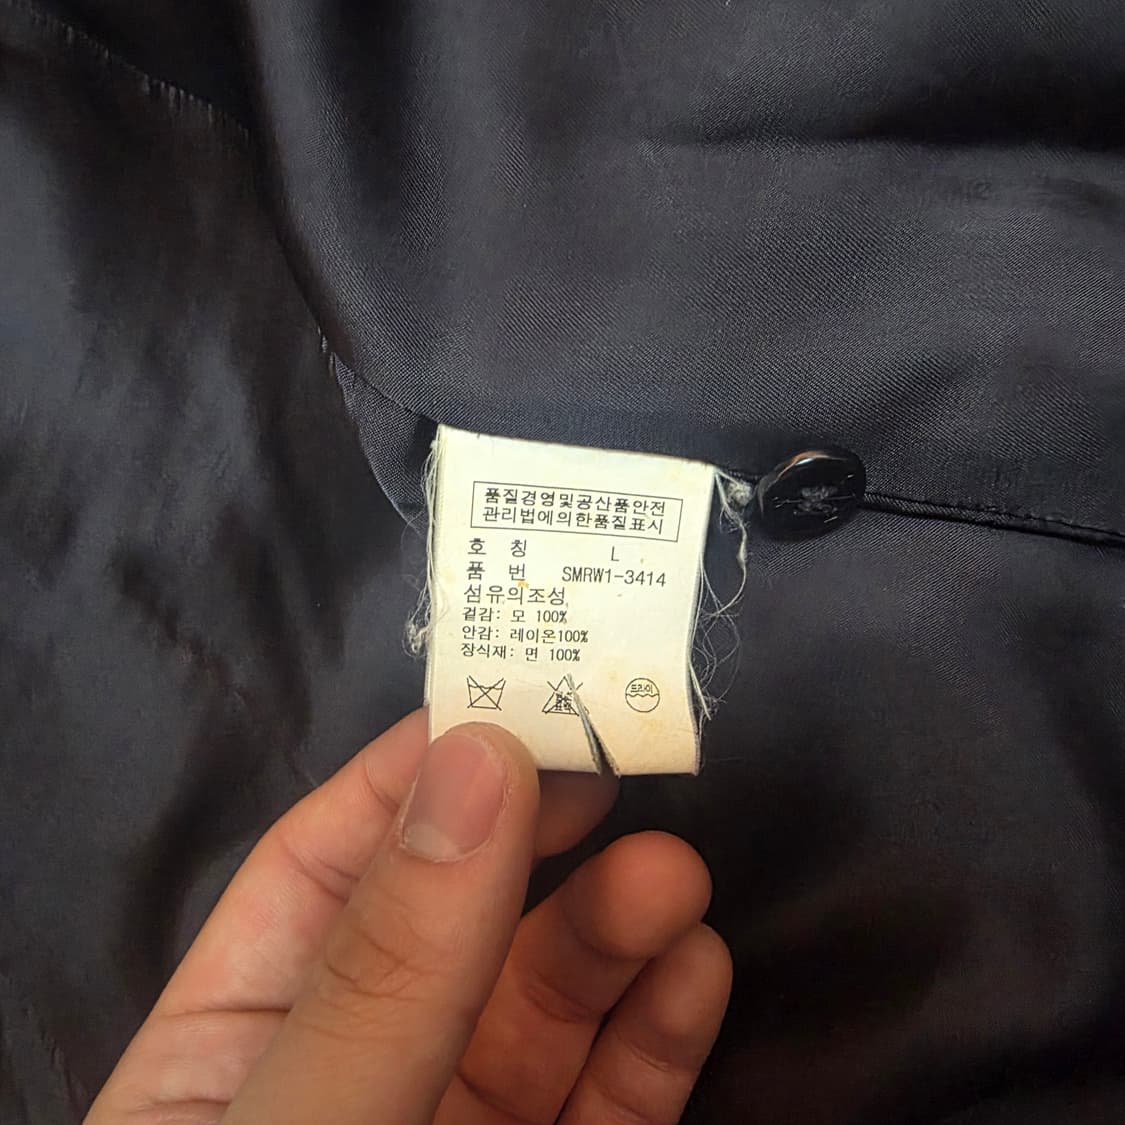 품질경영및공산품안전
관리법에의한품질표시
호 칭 L
품 번 SMRW1-3414
섬유의조성
겉감: 모 100%
안감: 레이온100%
장식재: 면 100%
드라이